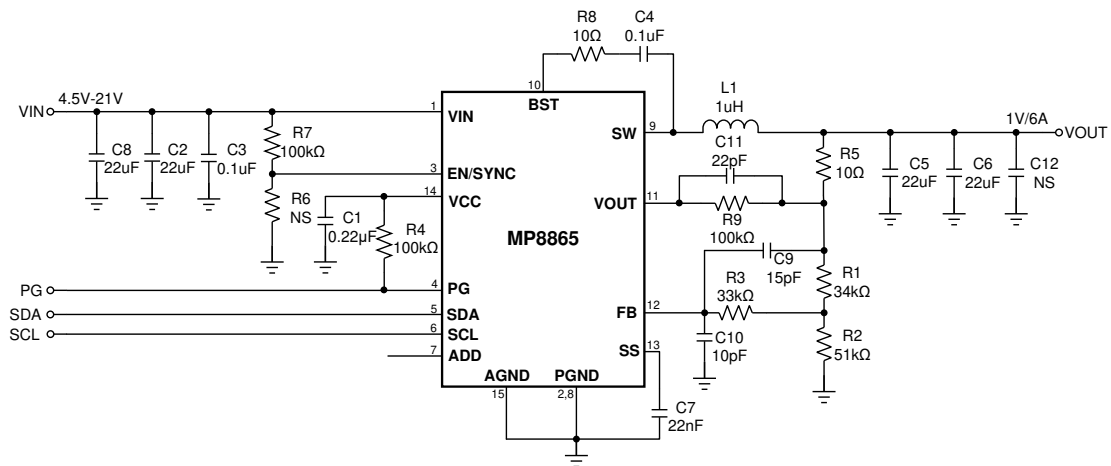 R8
10Ω
C4
0.1uF
10
BST
VIN
4.5V-21V
1
VIN
L1
1uH
SW
9
1V/6A
VOUT
C8
22uF
C2
22uF
C3
0.1uF
R7
100kΩ
3
EN/SYNC
C11
22pF
R5
10Ω
C5
22uF
C6
22uF
C12
NS
R6
NS
14
VCC
VOUT
11
R9
100kΩ
C1
0.22µF
R4
100kΩ
MP8865
C9
15pF
PG
4
PG
R3
33kΩ
R1
34kΩ
SDA
5
SDA
FB
12
SCL
6
SCL
C10
10pF
R2
51kΩ
7
ADD
SS
13
AGND
PGND
15
2,8
C7
22nF